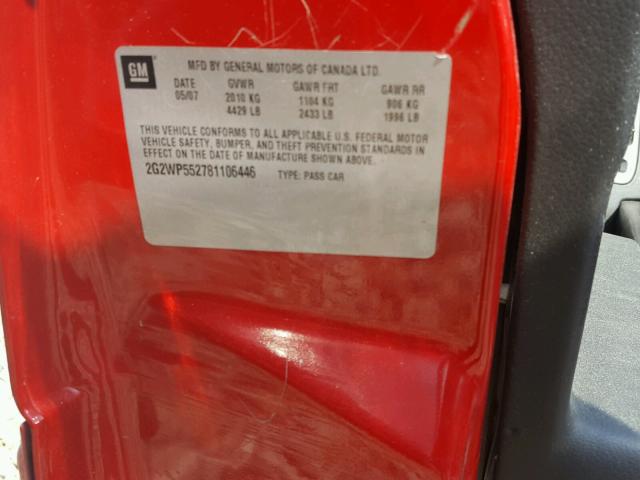 GM
MFD BY GENERAL MOTORS OF CANADA LTD.
DATE GVWR GAWR FRT GAWR RR
05/07 2010 KG 1104 KG 906 KG
4429 LB 2433 LB 1996 LB
THIS VEHICLE CONFORMS TO ALL APPLICABLE U.S. FEDERAL MOTOR
VEHICLE SAFETY, BUMPER, AND THEFT PREVENTION STANDARDS IN
EFFECT ON THE DATE OF MANUFACTURE SHOWN ABOVE.
2G2WP552781106446 TYPE: PASS CAR